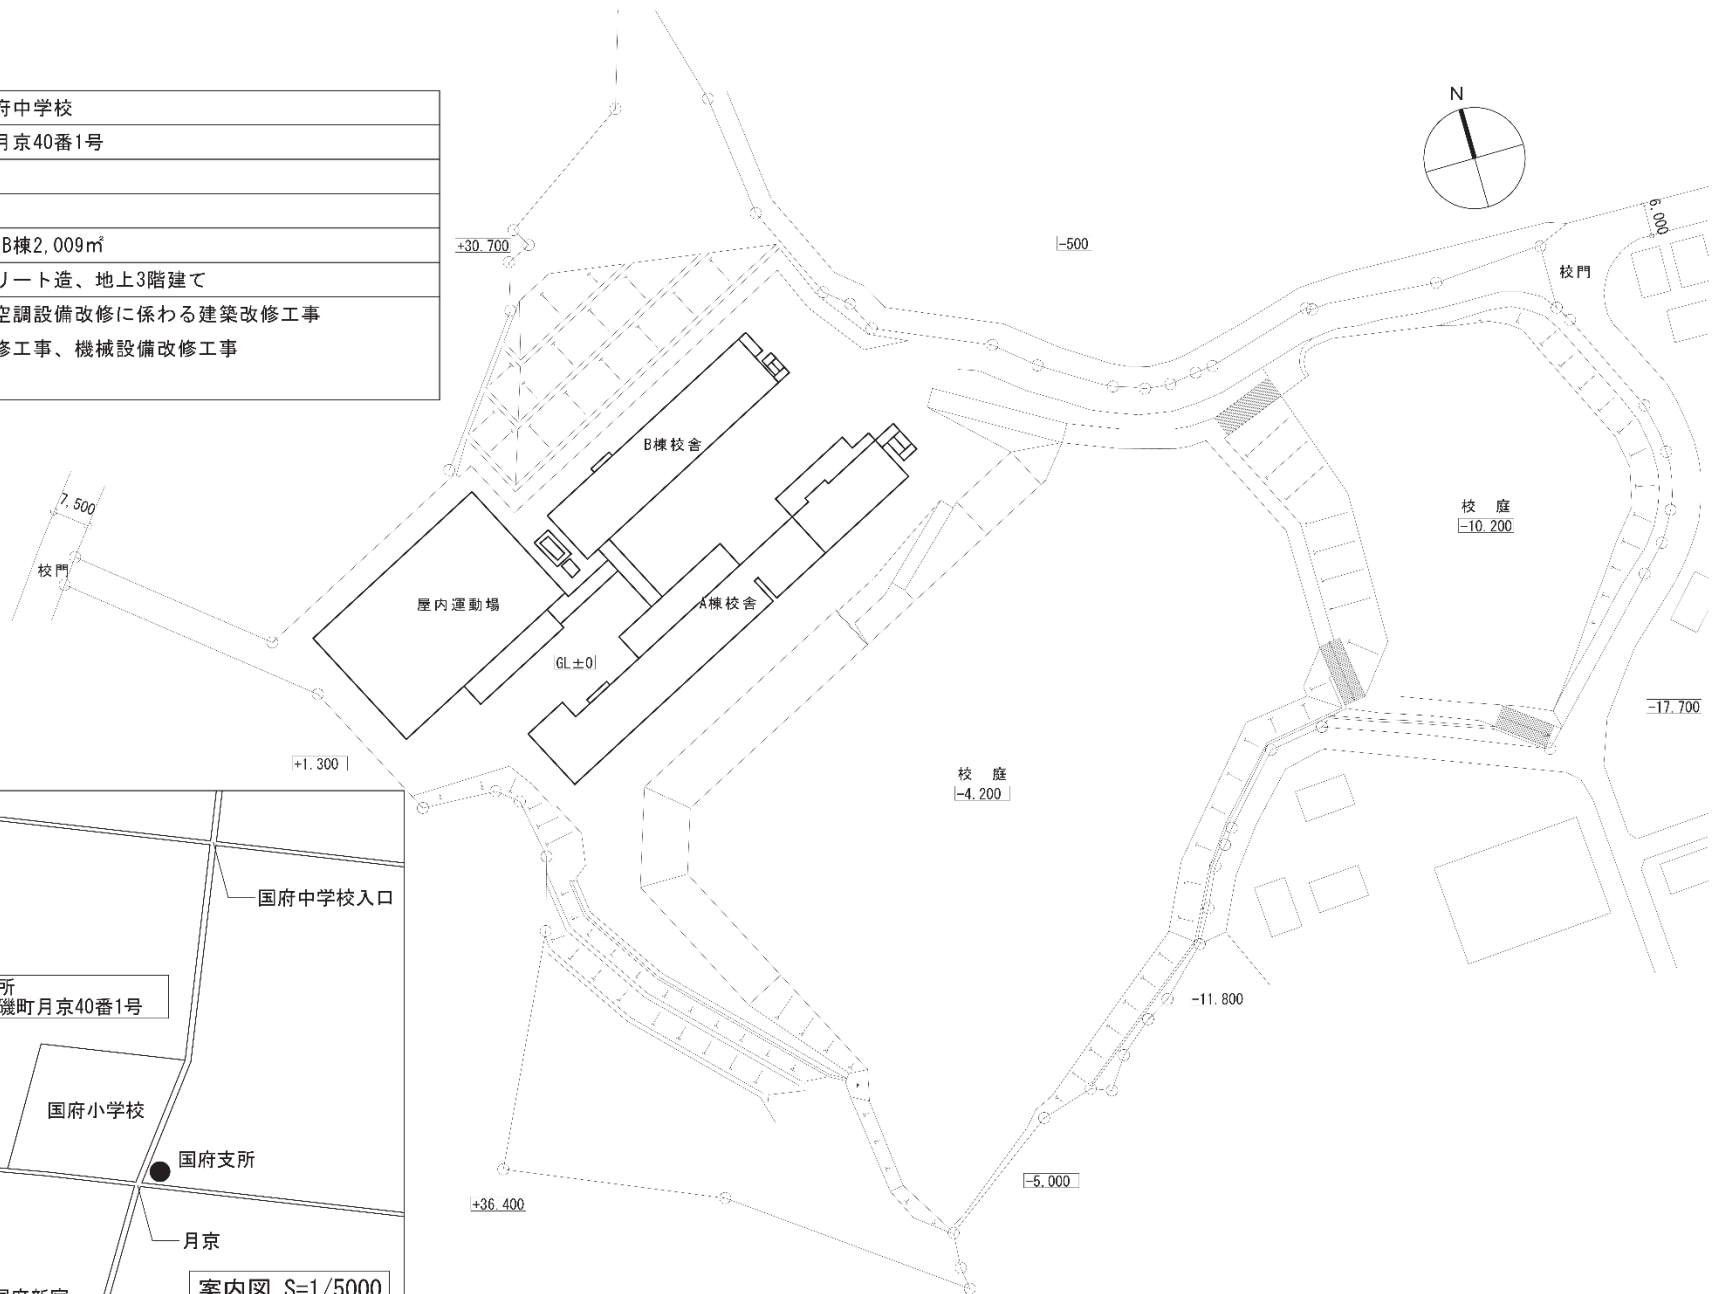 府中学校
月京40番1号
B棟2,009㎡
リート造、地上3階建て
空調設備改修に係わる建築改修工事
修工事、機械設備改修工事
N
+30.700
-500
6,000
校門
B棟校舎
7,500
校門
屋内運動場
A棟校舎
GL±0
校 庭
-10.200
-17.700
+1.300
校 庭
-4.200
国府中学校入口
所
磯町月京40番1号
-11.800
国府小学校
国府支所
-5.000
+36.400
月京
案内図 S=1/5000